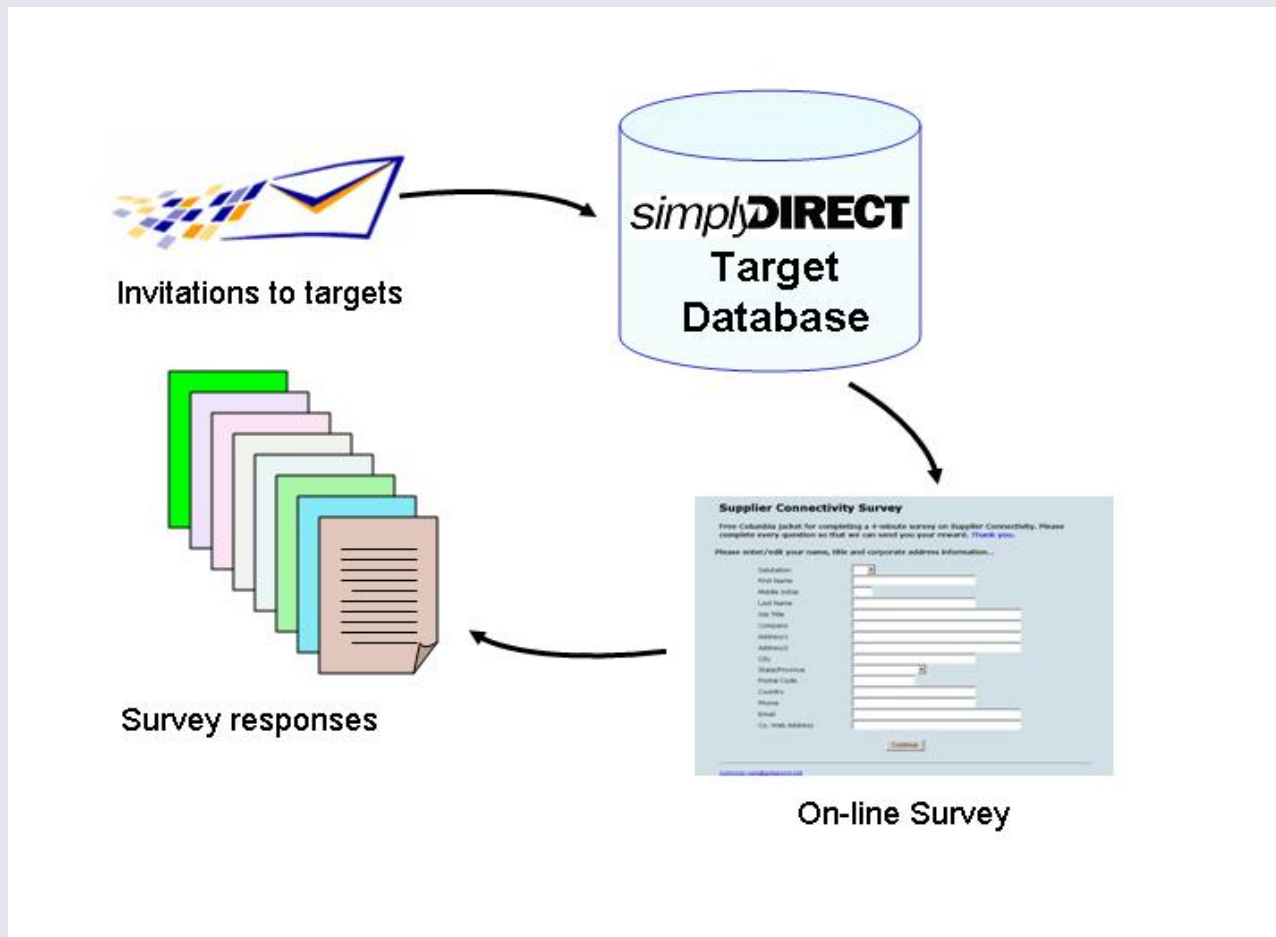 Invitations to targets
simplyDIRECT
Target
Database
Supplier Connectivity Survey
Free Columbia jacket for completing a 4-minute survey on Supplier Connectivity. Please
complete every question so that we can send you your reward. Thank you.
Please enter/edit your name, title and corporate address information...
Salutation
First Name
Middle Initial
Last Name
Job Title
Company
Address1
Address2
City
State/Province
Postal Code
Country
Phone
Email
Co. Web Address
Continue
On-line Survey
Survey responses